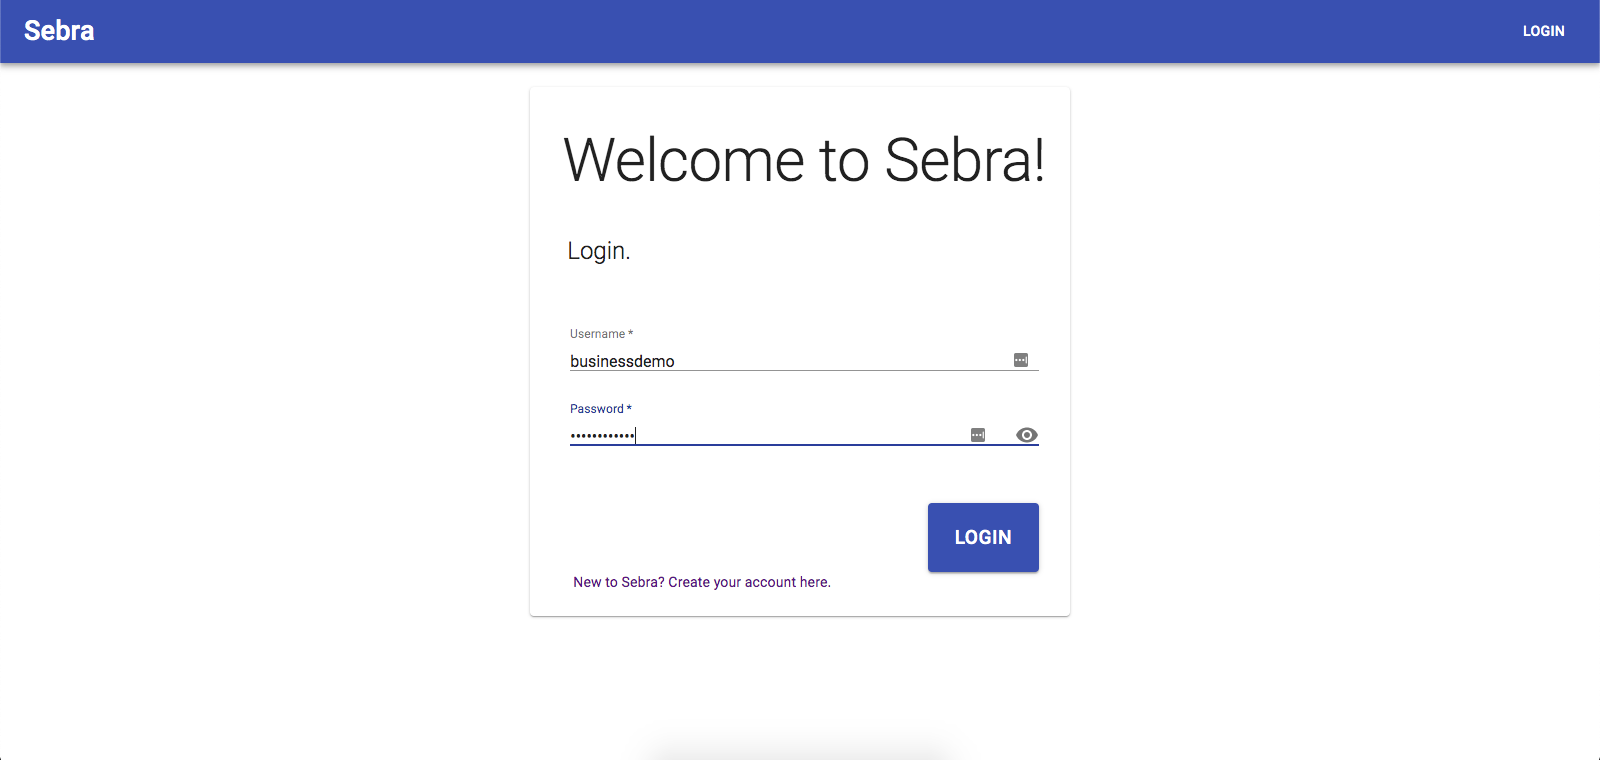 Sebra
LOGIN
Welcome to Sebra!
Login.
Username *
businessdemo
Password *
••••••••••••
LOGIN
New to Sebra? Create your account here.